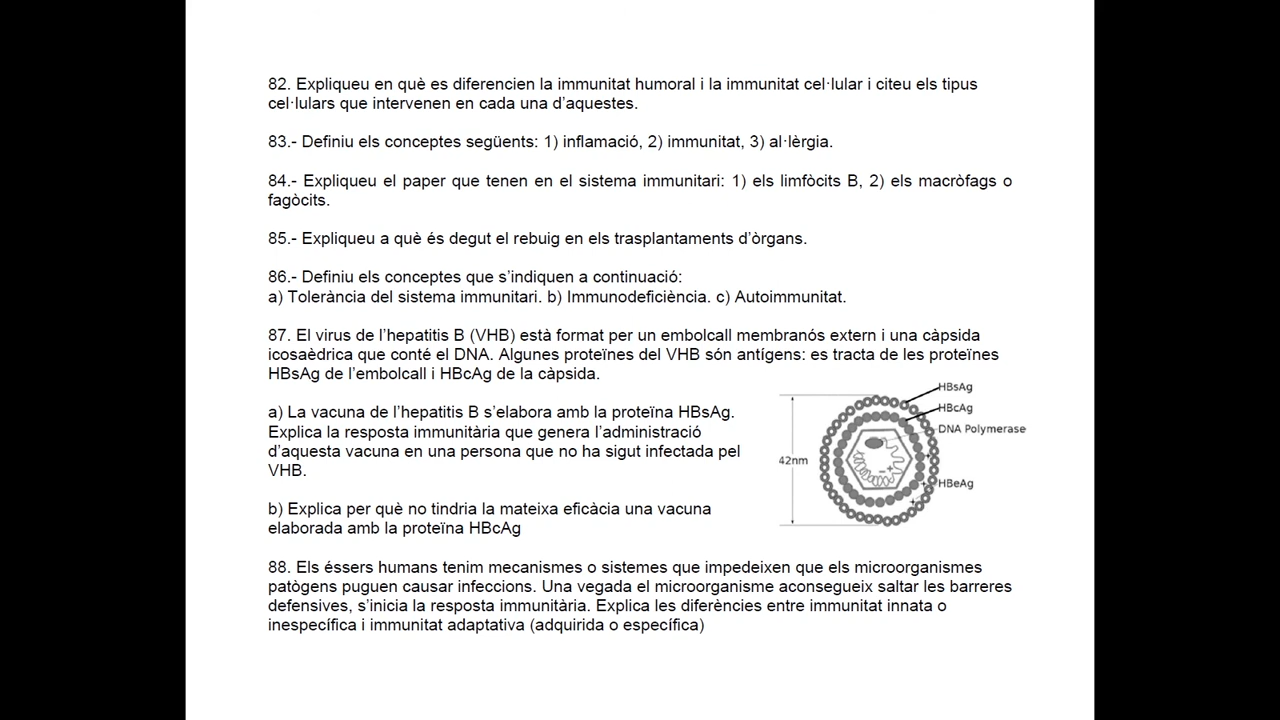 82. Expliqueu en què es diferencien la immunitat humoral i la immunitat cel·lular i citeu els tipus
cel·lulars que intervenen en cada una d’aquestes.
83.- Definiu els conceptes següents: 1) inflamació, 2) immunitat, 3) al·lèrgia.
84.- Expliqueu el paper que tenen en el sistema immunitari: 1) els limfòcits B, 2) els macròfags o
fagòcits.
85.- Expliqueu a què és degut el rebuig en els trasplantaments d’òrgans.
86.- Definiu els conceptes que s’indiquen a continuació:
a) Tolerància del sistema immunitari. b) Immunodeficiència. c) Autoimmunitat.
87. El virus de l’hepatitis B (VHB) està format per un embolcall membranós extern i una càpsida
icosaèdrica que conté el DNA. Algunes proteïnes del VHB són antígens: es tracta de les proteïnes
HBsAg de l’embolcall i HBcAg de la càpsida.
a) La vacuna de l’hepatitis B s’elabora amb la proteïna HBsAg.
Explica la resposta immunitària que genera l’administració
d’aquesta vacuna en una persona que no ha sigut infectada pel
VHB.
b) Explica per què no tindria la mateixa eficàcia una vacuna
elaborada amb la proteïna HBcAg
HBsAg
HBcAg
DNA Polymerase
42nm
HBeAg
88. Els éssers humans tenim mecanismes o sistemes que impedeixen que els microorganismes
patògens puguen causar infeccions. Una vegada el microorganisme aconsegueix saltar les barreres
defensives, s’inicia la resposta immunitària. Explica les diferències entre immunitat innata o
inespecífica i immunitat adaptativa (adquirida o específica)